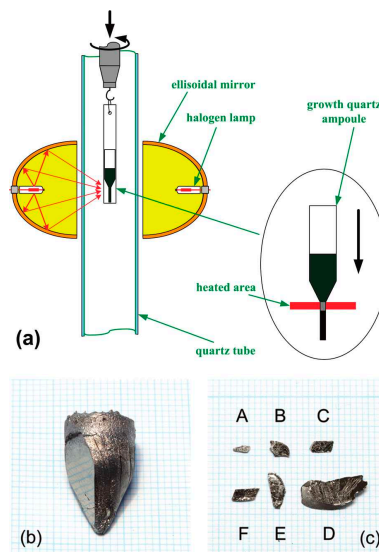 ellisoidal mirror
halogen lamp
growth quartz
ampoule
heated area
(a)
quartz tube
A B C
(b)
F E D
(c)